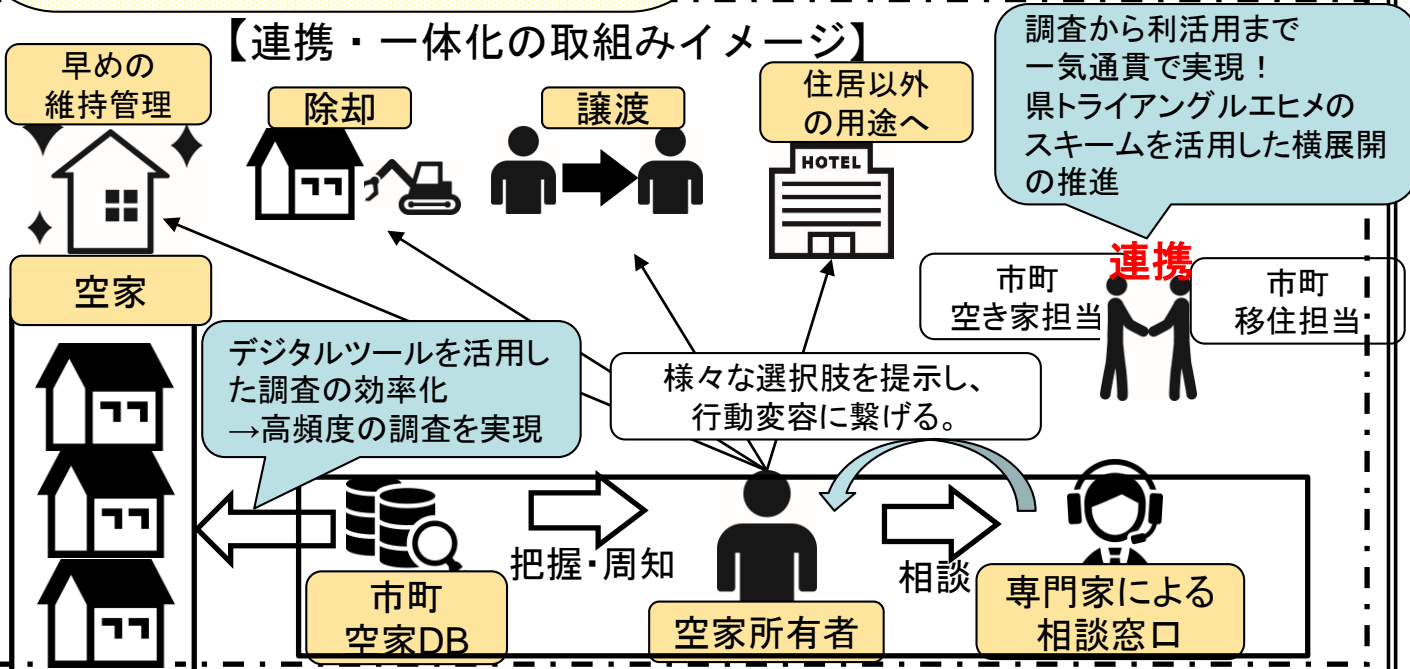 【連携・一体化の取組みイメージ】
早めの
維持管理
除却
譲渡
住居以外
の用途へ
HOTEL
調査から利活用まで
一気通貫で実現！
県トライアングルエヒメの
スキームを活用した横展開
の推進
連携
市町
空き家担当
市町
移住担当
空家
デジタルツールを活用し
た調査の効率化
→高頻度の調査を実現
様々な選択肢を提示し、
行動変容に繋げる。
把握・周知
相談
市町
空家DB
空家所有者
専門家による
相談窓口